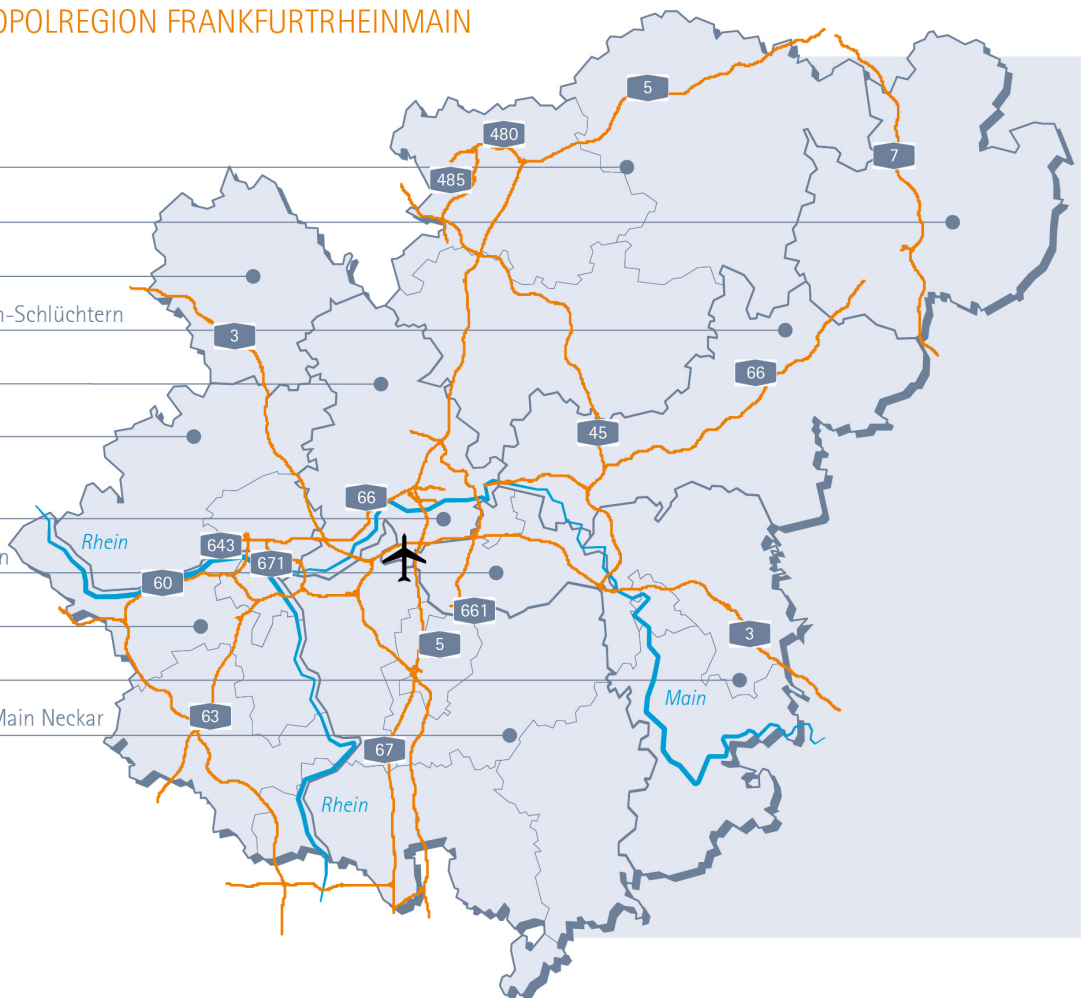 OPOLREGION FRANKFURTRHEINMAIN
5
480
7
485
n-Schlüchtern
3
66
45
66
643
Rhein
671
n
60
661
3
5
Main
63
Main Neckar
67
Rhein